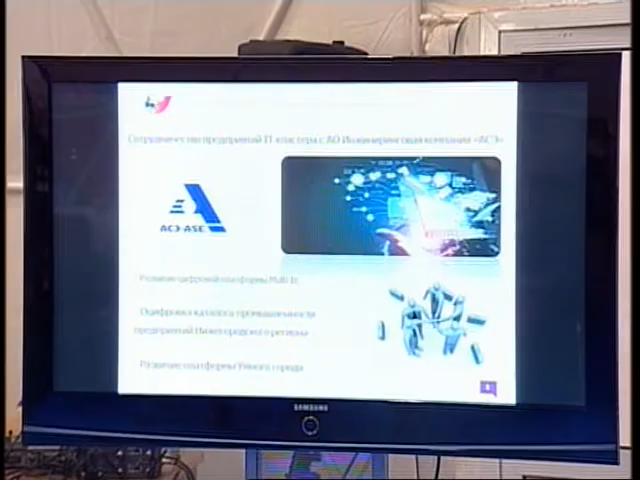 Сотрудничество предприятий IT кластера с АО Инжиниринговая компания «АСЭ»
АСЭ-ASE
Развитие цифровой платформы Multi-D
Оцифровка каталога промышленности
предприятий Нижегородского региона
Развитие платформы Умного города
SAMSUNG